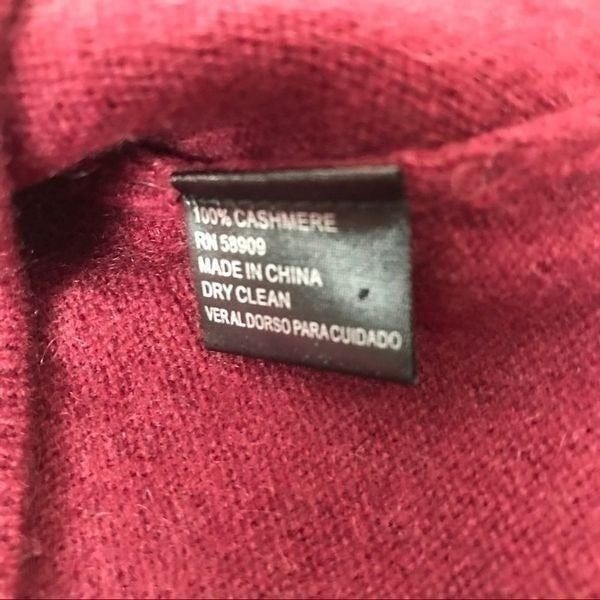 100% CASHMERE
RN 58909
MADE IN CHINA
DRY CLEAN
VER AL DORSO PARA CUIDADO